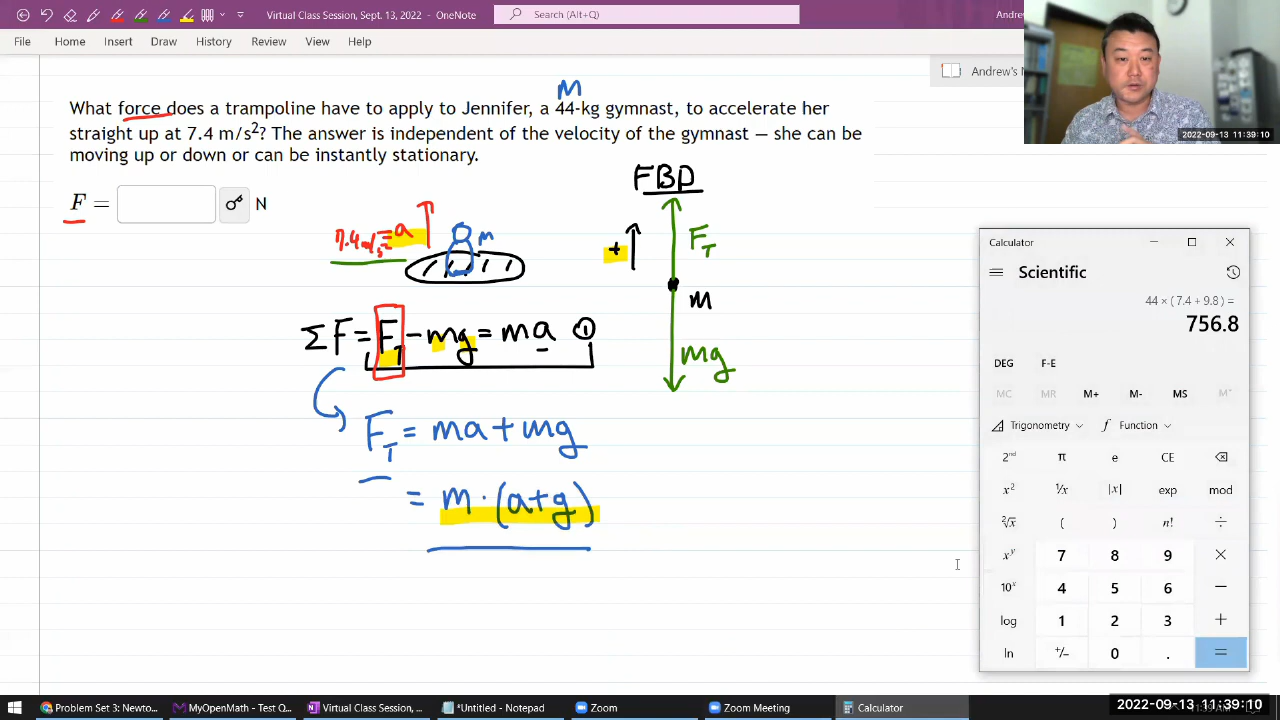 Virtual Class Session, Sept. 13, 2022 - OneNote
Search (Alt+Q)
Andrew
File Home Insert Draw History Review View Help
Andrew's N
M
What force does a trampoline have to apply to Jennifer, a 44-kg gymnast, to accelerate her
straight up at 7.4 m/s²? The answer is independent of the velocity of the gymnast — she can be
moving up or down or can be instantly stationary.
F = N
2022-09-13 11:39:10
FBD
7.4 m/s² = a
m
+
F_T
m
mg
ΣF = F_T - mg = ma ①
F_T = ma + mg
= m · (a+g)
Calculator
Scientific
44 × ( 7.4 + 9.8 ) =
756.8
DEG F-E
MC MR M+ M- MS M˅
Trigonometry f Function
2ⁿᵈ π e CE
x² ¹/x |x| exp mod
²√x ( ) n! ÷
xʸ 7 8 9 ×
10ˣ 4 5 6 −
log 1 2 3 +
ln +/− 0 . =
Problem Set 3: Newto... MyOpenMath - Test Q... Virtual Class Session, ... *Untitled - Notepad Zoom Zoom Meeting Calculator
2022-09-13 11:39:10